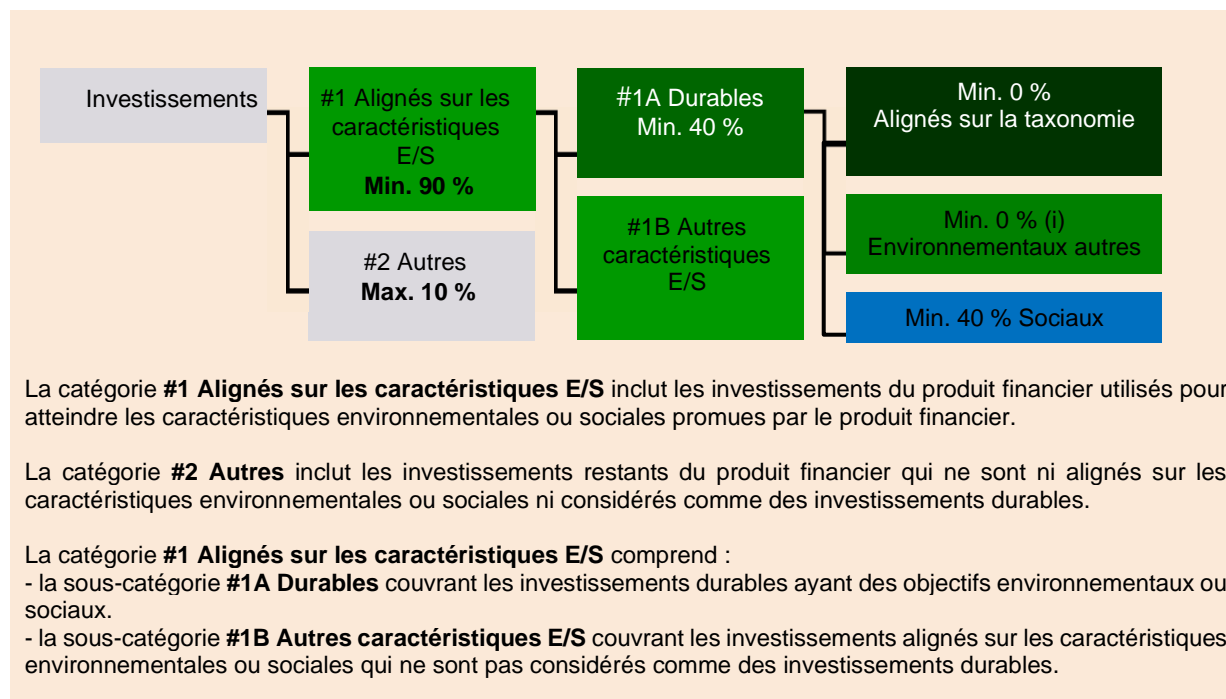 Investissements
#1 Alignés sur les
caractéristiques
E/S
Min. 90 %
#2 Autres
Max. 10 %
#1A Durables
Min. 40 %
#1B Autres
caractéristiques
E/S
Min. 0 %
Alignés sur la taxonomie
Min. 0 % (i)
Environnementaux autres
Min. 40 % Sociaux
La catégorie #1 Alignés sur les caractéristiques E/S inclut les investissements du produit financier utilisés pour
atteindre les caractéristiques environnementales ou sociales promues par le produit financier.
La catégorie #2 Autres inclut les investissements restants du produit financier qui ne sont ni alignés sur les
caractéristiques environnementales ou sociales ni considérés comme des investissements durables.
La catégorie #1 Alignés sur les caractéristiques E/S comprend :
- la sous-catégorie #1A Durables couvrant les investissements durables ayant des objectifs environnementaux ou
sociaux.
- la sous-catégorie #1B Autres caractéristiques E/S couvrant les investissements alignés sur les caractéristiques
environnementales ou sociales qui ne sont pas considérés comme des investissements durables.